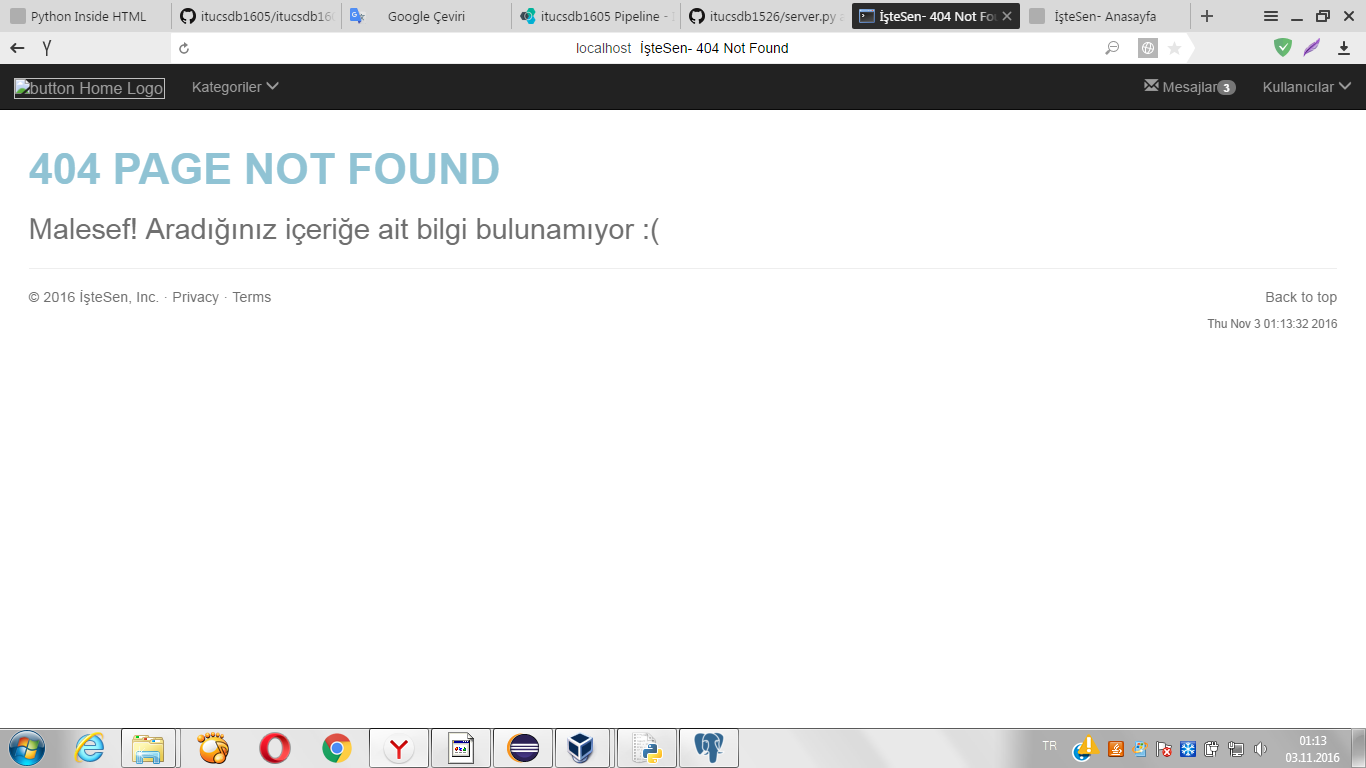 Python Inside HTML
itucsdb1605/itucsdb160
Google Çeviri
itucsdb1605 Pipeline -
itucsdb1526/server.py a
İşteSen- 404 Not Fou
İşteSen- Anasayfa
localhost İşteSen- 404 Not Found
button Home Logo
Kategoriler
Mesajlar 3
Kullanıcılar
404 PAGE NOT FOUND
Malesef! Aradığınız içeriğe ait bilgi bulunamıyor :(
© 2016 İşteSen, Inc. · Privacy · Terms
Back to top
Thu Nov 3 01:13:32 2016
TR
01:13
03.11.2016